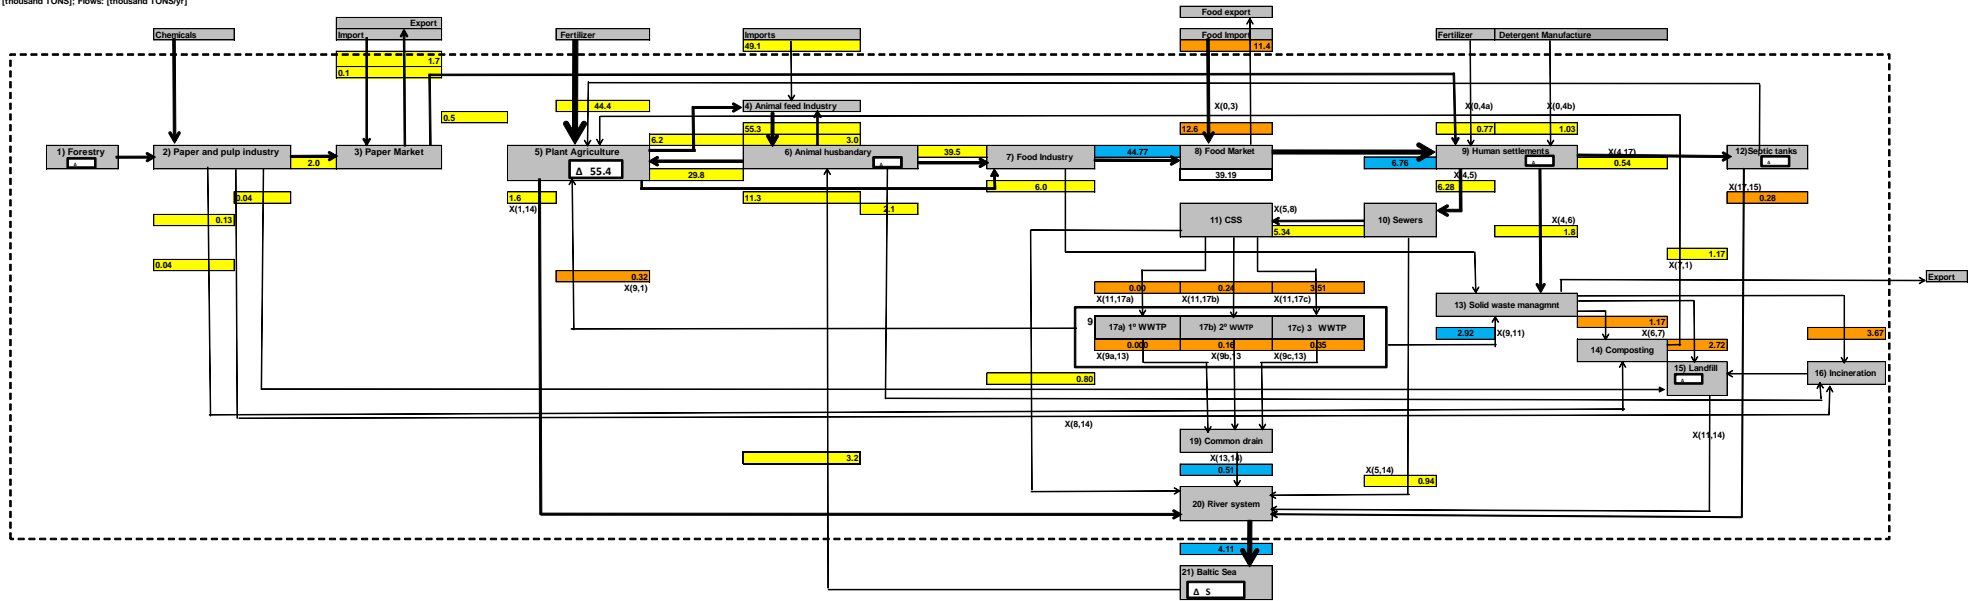 [thousand TONS]; Flows: [thousand TONS/yr]
Food export
Export
Chemicals
Import
Fertilizer
Imports
Food Import
Fertilizer
Detergent Manufacture
49.1
11.4
1.7
0.1
44.4
4) Animal feed Industry
X(0,3)
X(0,4a)
X(0,4b)
0.5
55.3
12.6
0.77
1.03
6.2
3.0
1) Forestry
Δ
2) Paper and pulp industry
2.0
3) Paper Market
5) Plant Agriculture
Δ 55.4
6) Animal husbandary
39.5
7) Food Industry
44.77
8) Food Market
9) Human settlements
X(4,17)
12)Septic tanks
6.76
0.54
29.8
39.19
X(4,5)
0.04
6.0
6.28
X(17,15)
1.6
11.3
0.28
X(1,14)
2.1
0.13
11) CSS
X(5,8)
10) Sewers
X(4,6)
5.34
1.8
0.04
1.17
X(7,1)
0.32
Export
X(9,1)
0.00
0.24
3.51
X(11,17a)
X(11,17b)
X(11,17c)
13) Solid waste managmnt
9
17a) 1º WWTP
17b) 2º WWTP
17c) 3 WWTP
1.17
2.92
X(9,11)
X(6,7)
3.67
0.000
0.16
0.35
14) Composting
2.72
X(9a,13)
X(9b,13
X(9c,13)
15) Landfill
16) Incineration
0.80
X(8,14)
19) Common drain
X(11,14)
X(13,14)
3.2
0.51
X(5,14)
0.94
20) River system
4.11
21) Baltic Sea
Δ S